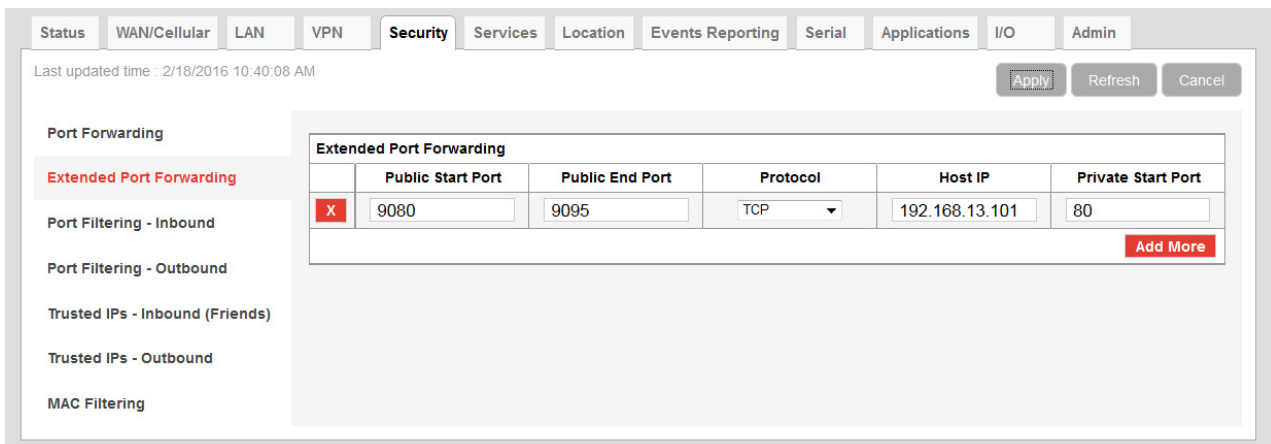 Status WAN/Cellular LAN VPN Security Services Location Events Reporting Serial Applications I/O Admin
Last updated time : 2/18/2016 10:40:08 AM
Apply Refresh Cancel
Port Forwarding
Extended Port Forwarding
Port Filtering - Inbound
Port Filtering - Outbound
Trusted IPs - Inbound (Friends)
Trusted IPs - Outbound
MAC Filtering
Extended Port Forwarding
Public Start Port Public End Port Protocol Host IP Private Start Port
X 9080 9095 TCP 192.168.13.101 80
Add More